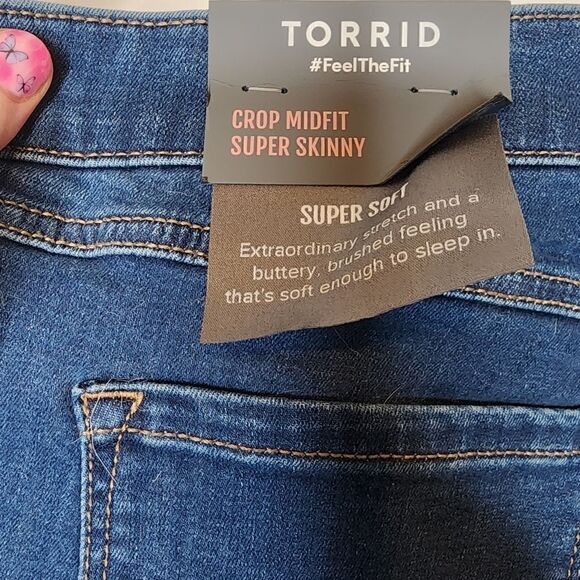 TORRID
#FeelTheFit
CROP MIDFIT
SUPER SKINNY
SUPER SOFT
Extraordinary stretch and a
buttery, brushed feeling
that's soft enough to sleep in.